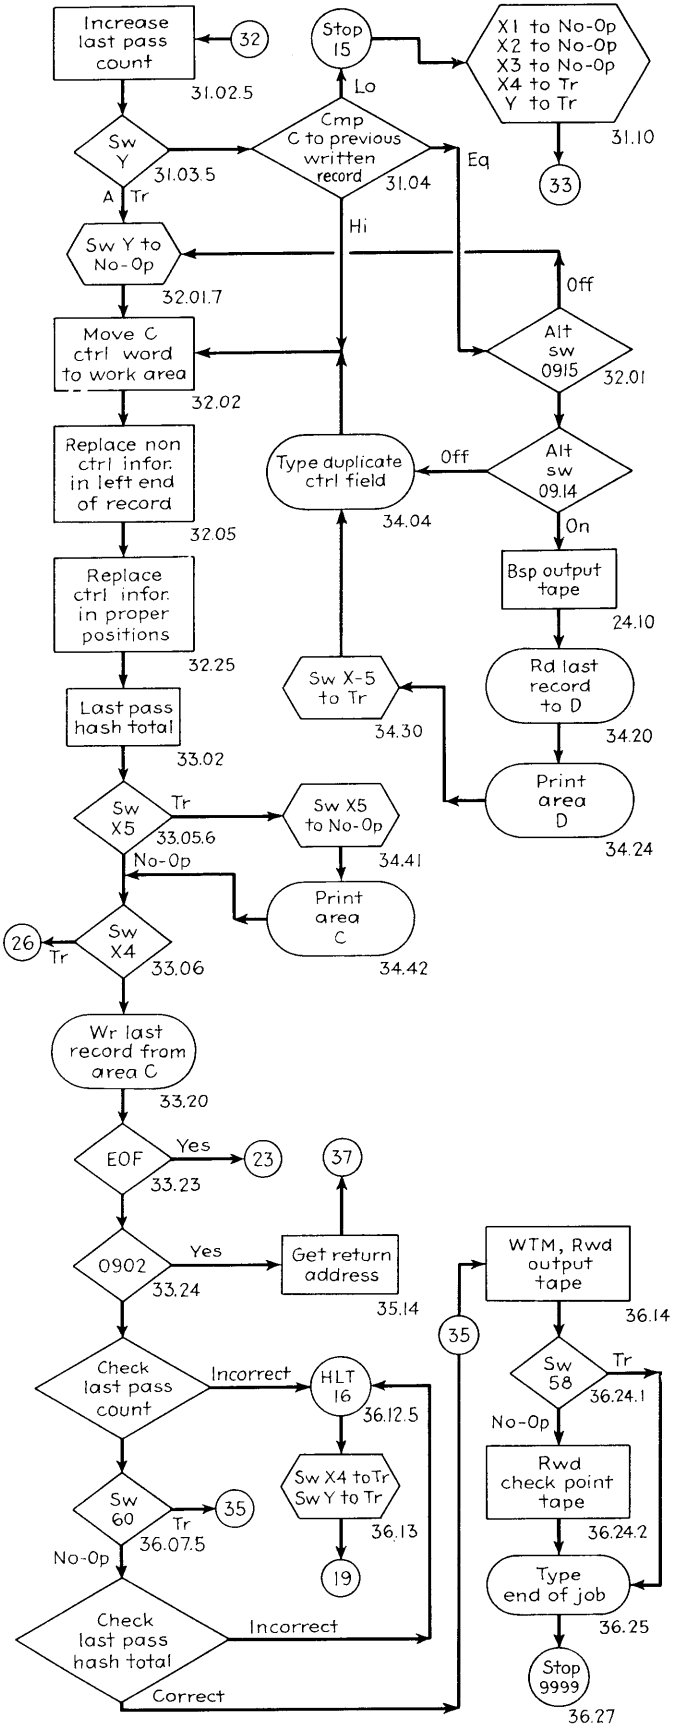 Increase
last pass
count
32
31.02.5
Stop
15
Lo
X1 to No-Op
X2 to No-Op
X3 to No-Op
X4 to Tr
Y to Tr
31.10
33
Sw
Y
31.03.5
A Tr
Cmp
C to previous
written
record
31.04
Eq
Hi
Sw Y to
No-Op
32.01.7
Off
Alt
sw
0915
32.01
Move C
ctrl word
to work area
32.02
Replace non
ctrl infor.
in left end
of record
32.05
Type duplicate
ctrl field
34.04
Off
Alt
sw
09.14
On
Bsp output
tape
24.10
Replace
ctrl infor.
in proper
positions
32.25
Rd last
record
to D
34.20
Sw X-5
to Tr
34.30
Last pass
hash total
33.02
Print
area
D
34.24
Sw
X5
Tr
33.05.6
No-Op
Sw X5
to No-Op
34.41
Print
area
C
34.42
26
Tr
Sw
X4
33.06
Wr last
record from
area C
33.20
EOF
Yes
33.23
23
37
0902
Yes
33.24
Get return
address
35.14
WTM, Rwd
output
tape
36.14
35
Check
last pass
count
Incorrect
HLT
16
36.12.5
Sw
58
Tr
36.24.1
No-Op
Sw X4 to Tr
Sw Y to Tr
36.13
19
Rwd
check point
tape
36.24.2
Sw
60
Tr
35
36.07.5
No-Op
Type
end of job
36.25
Check
last pass
hash total
Incorrect
Correct
Stop
9999
36.27